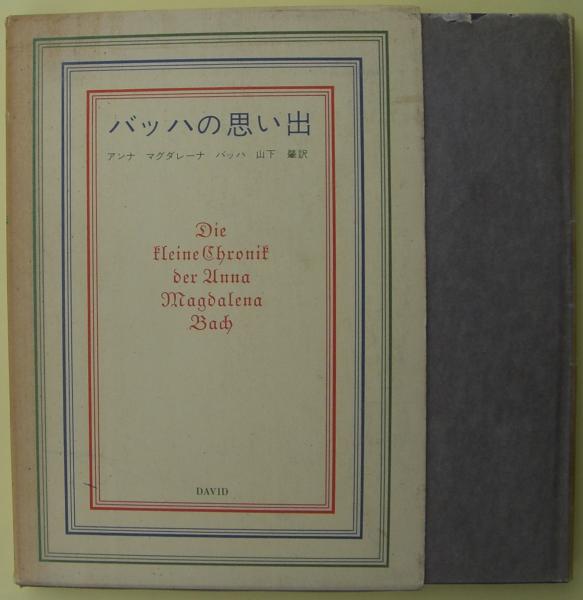 バッハの思い出
アンナ マグダレーナ バッハ 山下 肇訳
Die
kleine Chronik
der Anna
Magdalena
Bach
DAVID